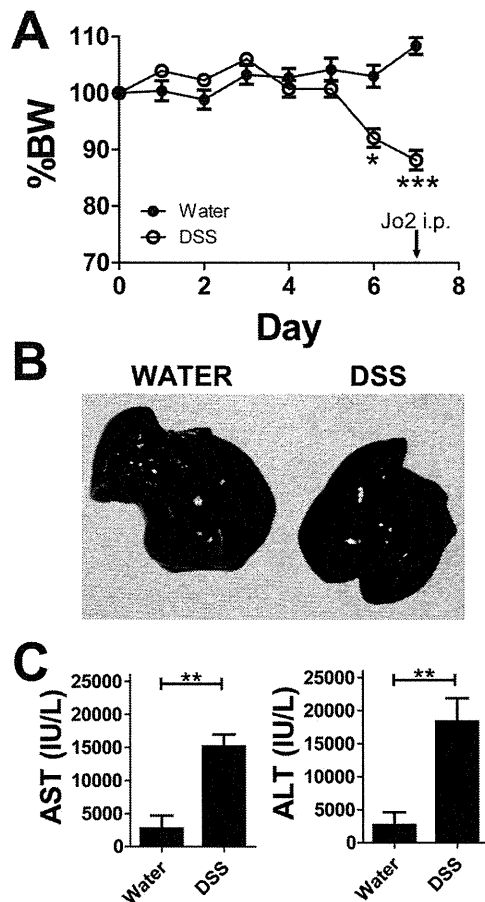 A
%BW
110
100
90
80
70
Water
DSS
*
***
Jo2 i.p.
0 2 4 6 8
Day
B
WATER DSS
C
AST (IU/L)
25000
20000
15000
10000
5000
0
**
Water DSS
ALT (IU/L)
25000
20000
15000
10000
5000
0
**
Water DSS